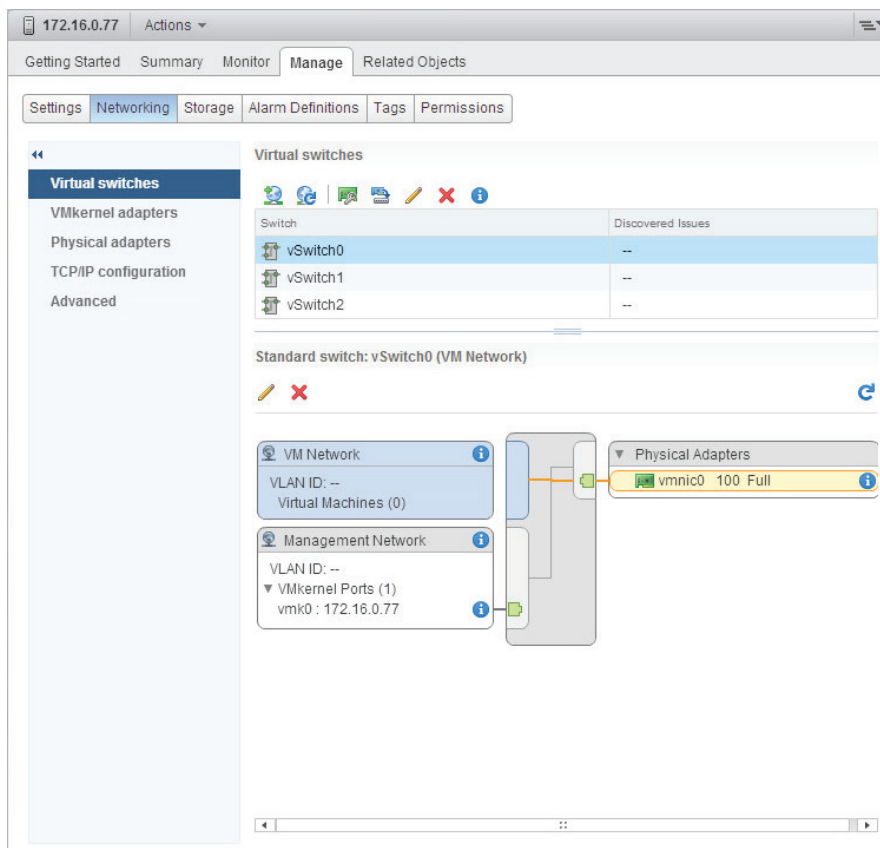 172.16.0.77 Actions
Getting Started Summary Monitor Manage Related Objects
Settings Networking Storage Alarm Definitions Tags Permissions
Virtual switches
VMkernel adapters
Physical adapters
TCP/IP configuration
Advanced
Virtual switches
Switch Discovered Issues
vSwitch0 --
vSwitch1 --
vSwitch2 --
Standard switch: vSwitch0 (VM Network)
VM Network
VLAN ID: --
Virtual Machines (0)
Management Network
VLAN ID: --
VMkernel Ports (1)
vmk0 : 172.16.0.77
Physical Adapters
vmnic0 100 Full